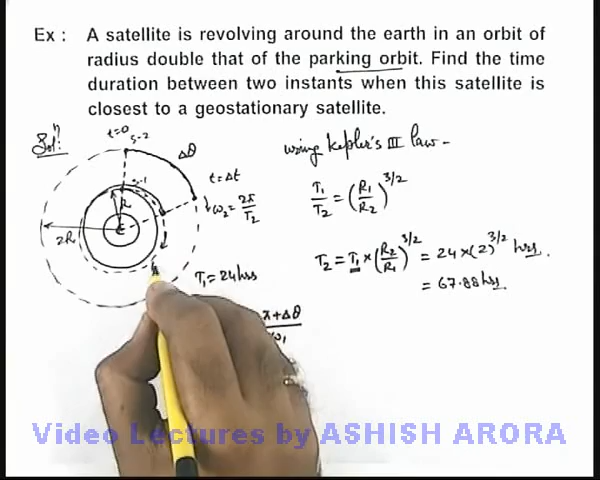 Ex : A satellite is revolving around the earth in an orbit of
radius double that of the parking orbit. Find the time
duration between two instants when this satellite is
closest to a geostationary satellite.
Solⁿ:
t=0
S-2
Δθ
t=Δt
ω₂=2π/T₂
S-1
R
2R
T₁=24hrs
π+Δθ/ω₁
using Kepler's III law -
T₁/T₂ = (R₁/R₂)^3/2
T₂ = T₁ × (R₂/R₁)^3/2 = 24×(2)^3/2 hrs.
= 67.88 hrs.
Video Lectures by ASHISH ARORA